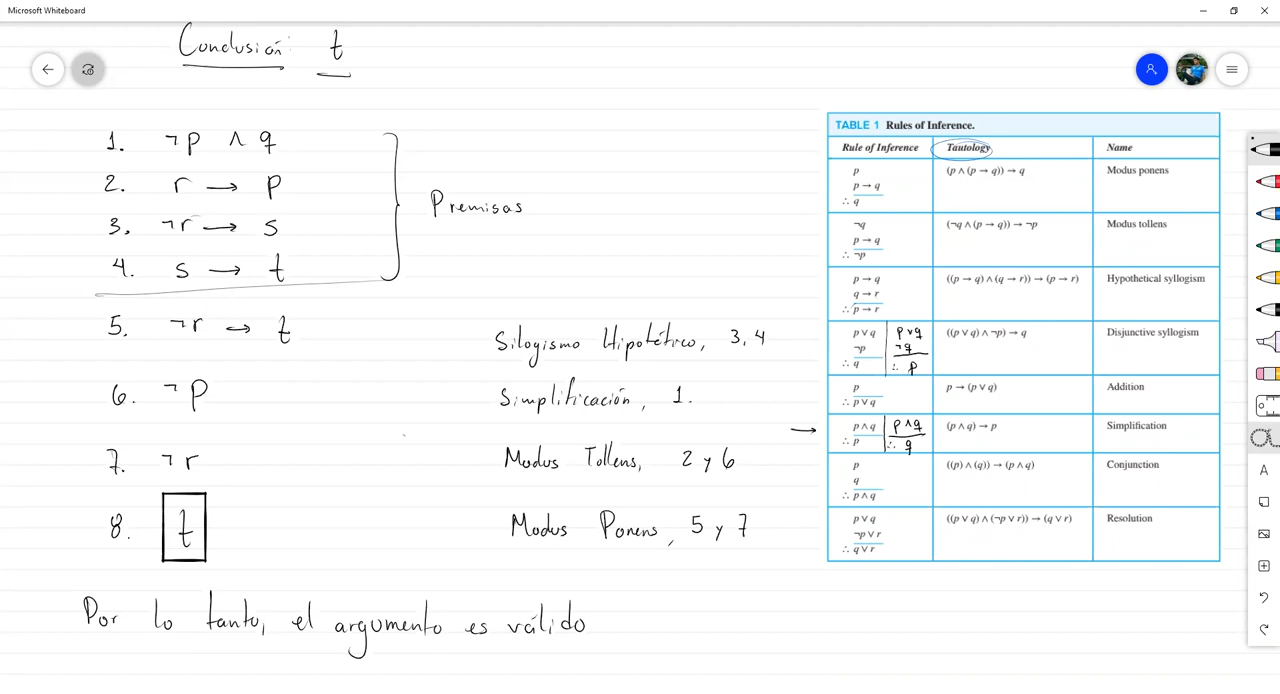 Microsoft Whiteboard
Conclusión: t
1. ¬p ∧ q
2. r → p
3. ¬r → s
4. s → t
Premisas
5. ¬r → t Silogismo Hipotético, 3, 4
6. ¬p Simplificación, 1.
7. ¬r Modus Tollens, 2 y 6
8. t Modus Ponens, 5 y 7
Por lo tanto, el argumento es válido
TABLE 1 Rules of Inference.
Rule of Inference Tautology Name
p
p → q
∴ q
(p ∧ (p → q)) → q
Modus ponens
¬q
p → q
∴ ¬p
(¬q ∧ (p → q)) → ¬p
Modus tollens
p → q
q → r
∴ p → r
((p → q) ∧ (q → r)) → (p → r)
Hypothetical syllogism
p ∨ q
¬p
∴ q
p ∨ q
¬q
∴ p
((p ∨ q) ∧ ¬p) → q
Disjunctive syllogism
p
∴ p ∨ q
p → (p ∨ q)
Addition
p ∧ q
∴ p
p ∧ q
∴ q
(p ∧ q) → p
Simplification
p
q
∴ p ∧ q
((p) ∧ (q)) → (p ∧ q)
Conjunction
p ∨ q
¬p ∨ r
∴ q ∨ r
((p ∨ q) ∧ (¬p ∨ r)) → (q ∨ r)
Resolution
A